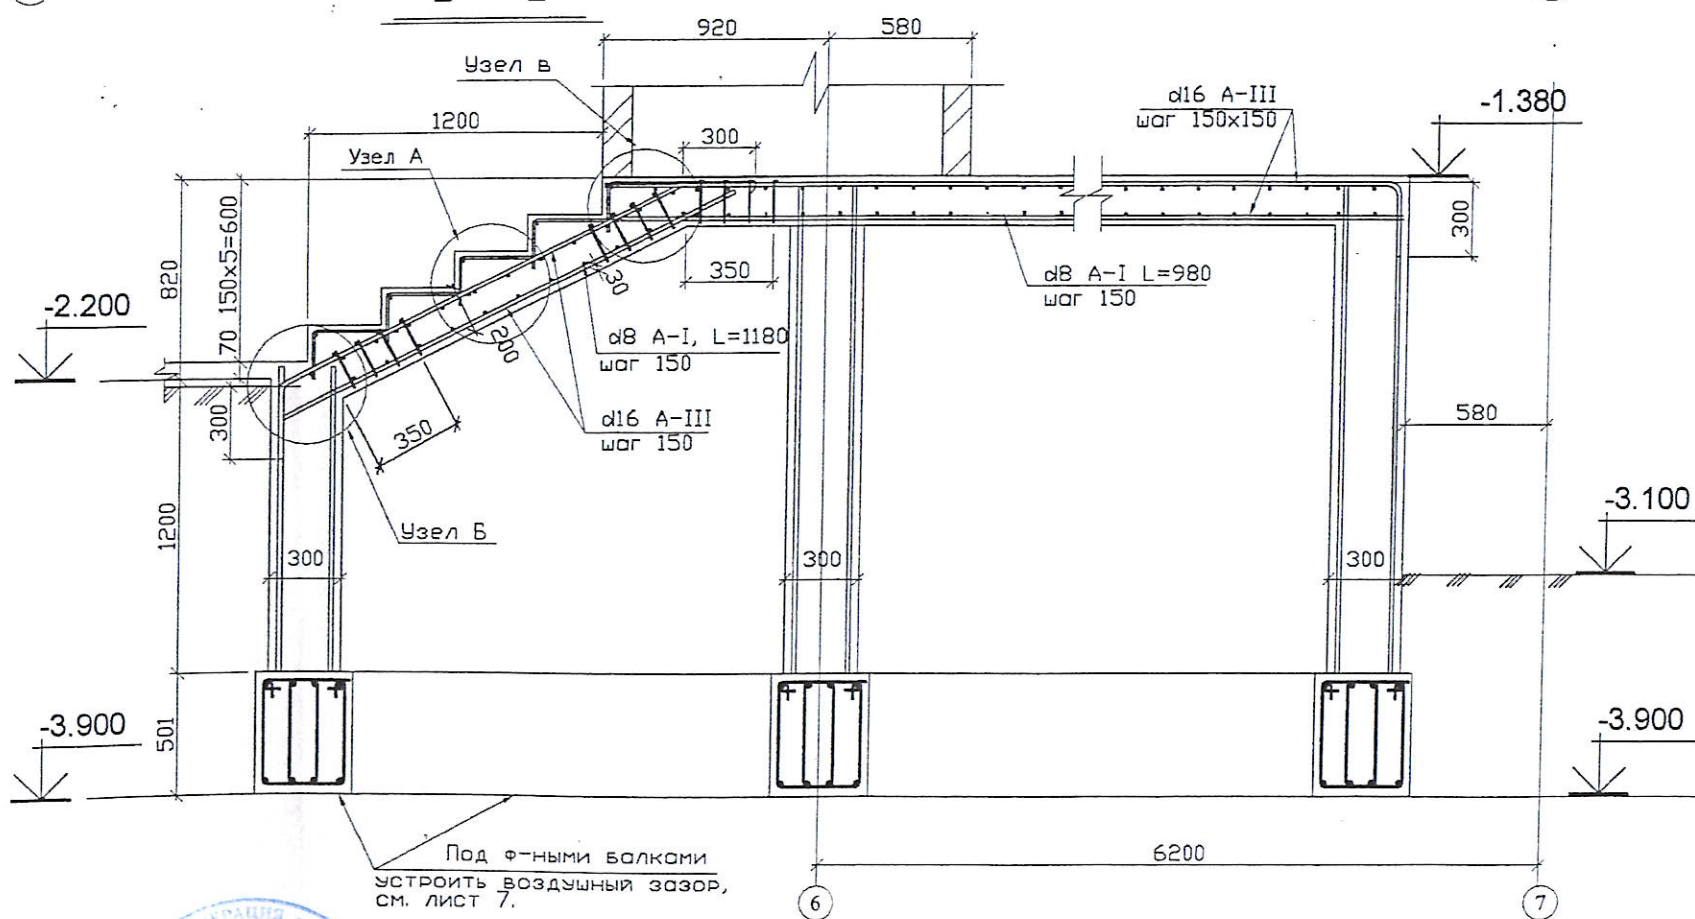 920
580
Узел в
d16 А-III
шаг 150x150
-1.380
1200
300
Узел А
820
150x5=600
70
300
-2.200
350
d8 А-I L=980
шаг 150
30
200
d8 А-I, L=1180
шаг 150
300
350
d16 А-III
шаг 150
580
-3.100
1200
Узел Б
300
300
300
-3.900
501
-3.900
Под ф-ными балками
устроить воздушный зазор,
см. лист 7.
6200
6
7